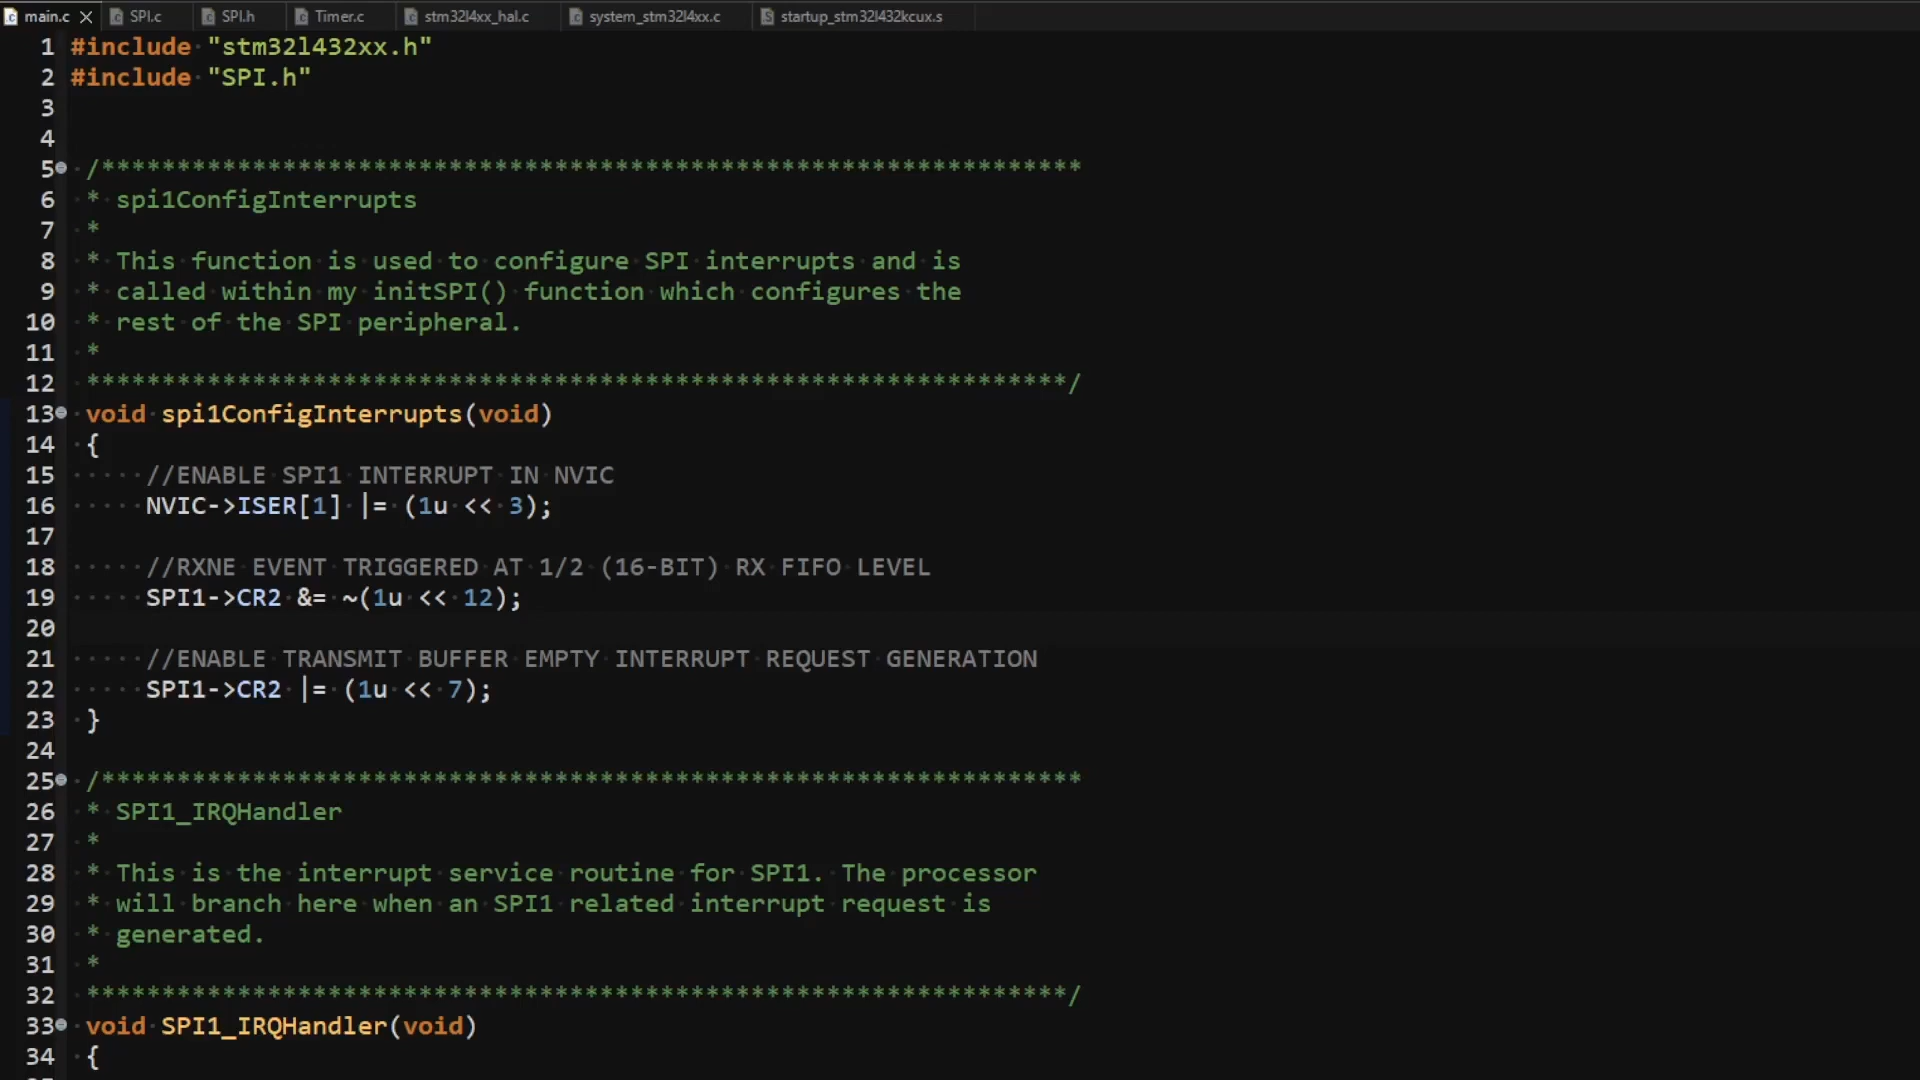 main.c SPI.c SPI.h Timer.c stm32l4xx_hal.c system_stm32l4xx.c startup_stm32l432kcux.s
1 #include "stm32l432xx.h"
2 #include "SPI.h"
3
4
5 /*****************************************************************
6 * spi1ConfigInterrupts
7 *
8 * This function is used to configure SPI interrupts and is
9 * called within my initSPI() function which configures the
10 * rest of the SPI peripheral.
11 *
12 *****************************************************************/
13 void spi1ConfigInterrupts(void)
14 {
15 //ENABLE SPI1 INTERRUPT IN NVIC
16 NVIC->ISER[1] |= (1u << 3);
17
18 //RXNE EVENT TRIGGERED AT 1/2 (16-BIT) RX FIFO LEVEL
19 SPI1->CR2 &= ~(1u << 12);
20
21 //ENABLE TRANSMIT BUFFER EMPTY INTERRUPT REQUEST GENERATION
22 SPI1->CR2 |= (1u << 7);
23 }
24
25 /*****************************************************************
26 * SPI1_IRQHandler
27 *
28 * This is the interrupt service routine for SPI1. The processor
29 * will branch here when an SPI1 related interrupt request is
30 * generated.
31 *
32 *****************************************************************/
33 void SPI1_IRQHandler(void)
34 {